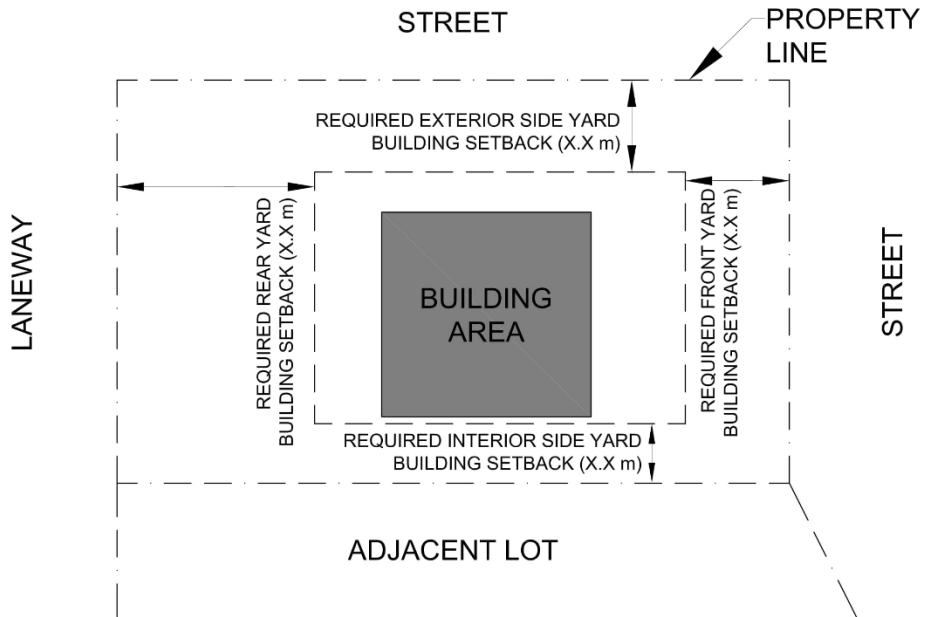 STREET
PROPERTY
LINE
REQUIRED EXTERIOR SIDE YARD
BUILDING SETBACK (X.X m)
LANEWAY
REQUIRED REAR YARD
BUILDING SETBACK (X.X m)
BUILDING
AREA
REQUIRED FRONT YARD
BUILDING SETBACK (X.X m)
STREET
REQUIRED INTERIOR SIDE YARD
BUILDING SETBACK (X.X m)
ADJACENT LOT